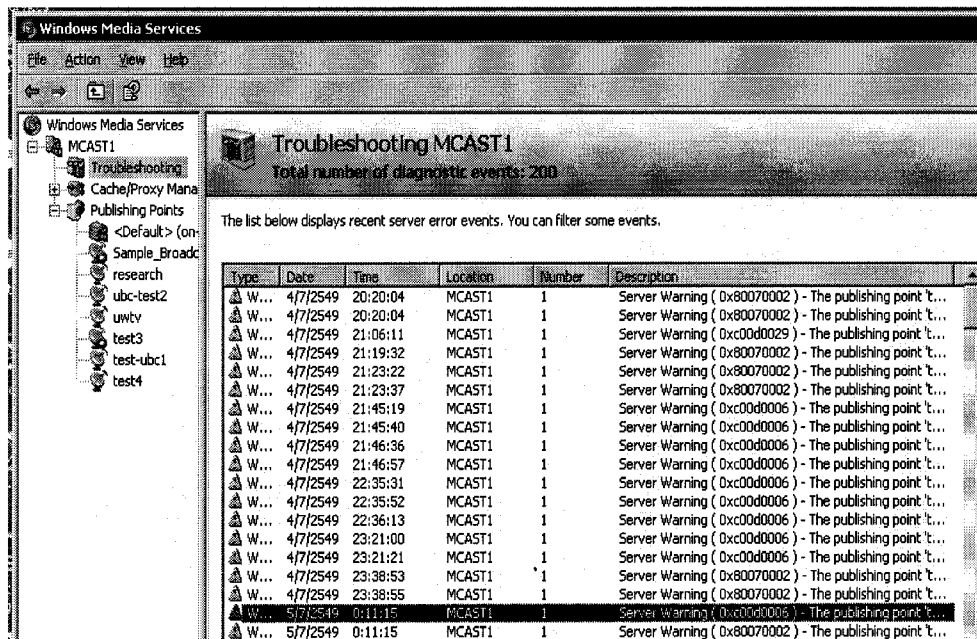 Windows Media Services
File Action View Help
Windows Media Services
MCAST1
Troubleshooting
Cache/Proxy Mana
Publishing Points
<Default> (on-
Sample_Broadc
research
ubc-test2
uwtv
test3
test-ubc1
test4
Troubleshooting MCAST1
Total number of diagnostic events: 200
The list below displays recent server error events. You can filter some events.
Type Date Time Location Number Description
W... 4/7/2549 20:20:04 MCAST1 1 Server Warning ( 0x80070002 ) - The publishing point 't...
W... 4/7/2549 20:20:04 MCAST1 1 Server Warning ( 0x80070002 ) - The publishing point 't...
W... 4/7/2549 21:06:11 MCAST1 1 Server Warning ( 0xc00d0029 ) - The publishing point 't...
W... 4/7/2549 21:19:32 MCAST1 1 Server Warning ( 0x80070002 ) - The publishing point 't...
W... 4/7/2549 21:23:22 MCAST1 1 Server Warning ( 0x80070002 ) - The publishing point 't...
W... 4/7/2549 21:23:37 MCAST1 1 Server Warning ( 0x80070002 ) - The publishing point 't...
W... 4/7/2549 21:45:19 MCAST1 1 Server Warning ( 0xc00d0006 ) - The publishing point 't...
W... 4/7/2549 21:45:40 MCAST1 1 Server Warning ( 0xc00d0006 ) - The publishing point 't...
W... 4/7/2549 21:46:36 MCAST1 1 Server Warning ( 0xc00d0006 ) - The publishing point 't...
W... 4/7/2549 21:46:57 MCAST1 1 Server Warning ( 0xc00d0006 ) - The publishing point 't...
W... 4/7/2549 22:35:31 MCAST1 1 Server Warning ( 0xc00d0006 ) - The publishing point 't...
W... 4/7/2549 22:35:52 MCAST1 1 Server Warning ( 0xc00d0006 ) - The publishing point 't...
W... 4/7/2549 22:36:13 MCAST1 1 Server Warning ( 0xc00d0006 ) - The publishing point 't...
W... 4/7/2549 23:21:00 MCAST1 1 Server Warning ( 0xc00d0006 ) - The publishing point 't...
W... 4/7/2549 23:21:21 MCAST1 1 Server Warning ( 0xc00d0006 ) - The publishing point 't...
W... 4/7/2549 23:38:53 MCAST1 1 Server Warning ( 0x80070002 ) - The publishing point 't...
W... 4/7/2549 23:38:55 MCAST1 1 Server Warning ( 0x80070002 ) - The publishing point 't...
W... 5/7/2549 0:11:15 MCAST1 1 Server Warning ( 0xc00d0006 ) - The publishing point 't...
W... 5/7/2549 0:11:15 MCAST1 1 Server Warning ( 0x80070002 ) - The publishing point 't...